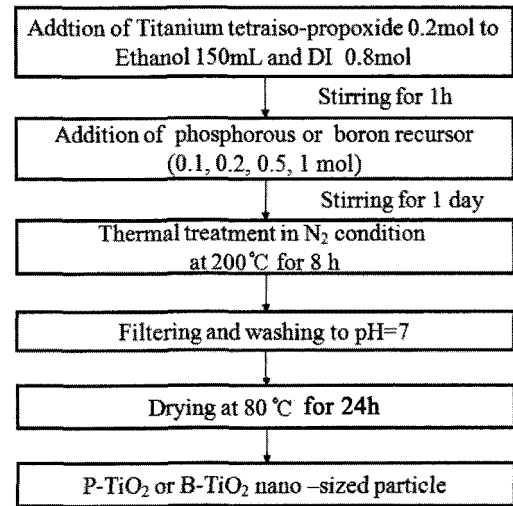 Addtion of Titanium tetraiso-propoxide 0.2mol to
Ethanol 150mL and DI 0.8mol
Stirring for 1h
Addition of phosphorous or boron recursor
(0.1, 0.2, 0.5, 1 mol)
Stirring for 1 day
Thermal treatment in N₂ condition
at 200℃ for 8 h
Filtering and washing to pH=7
Drying at 80 ℃ for 24h
P-TiO₂ or B-TiO₂ nano –sized particle